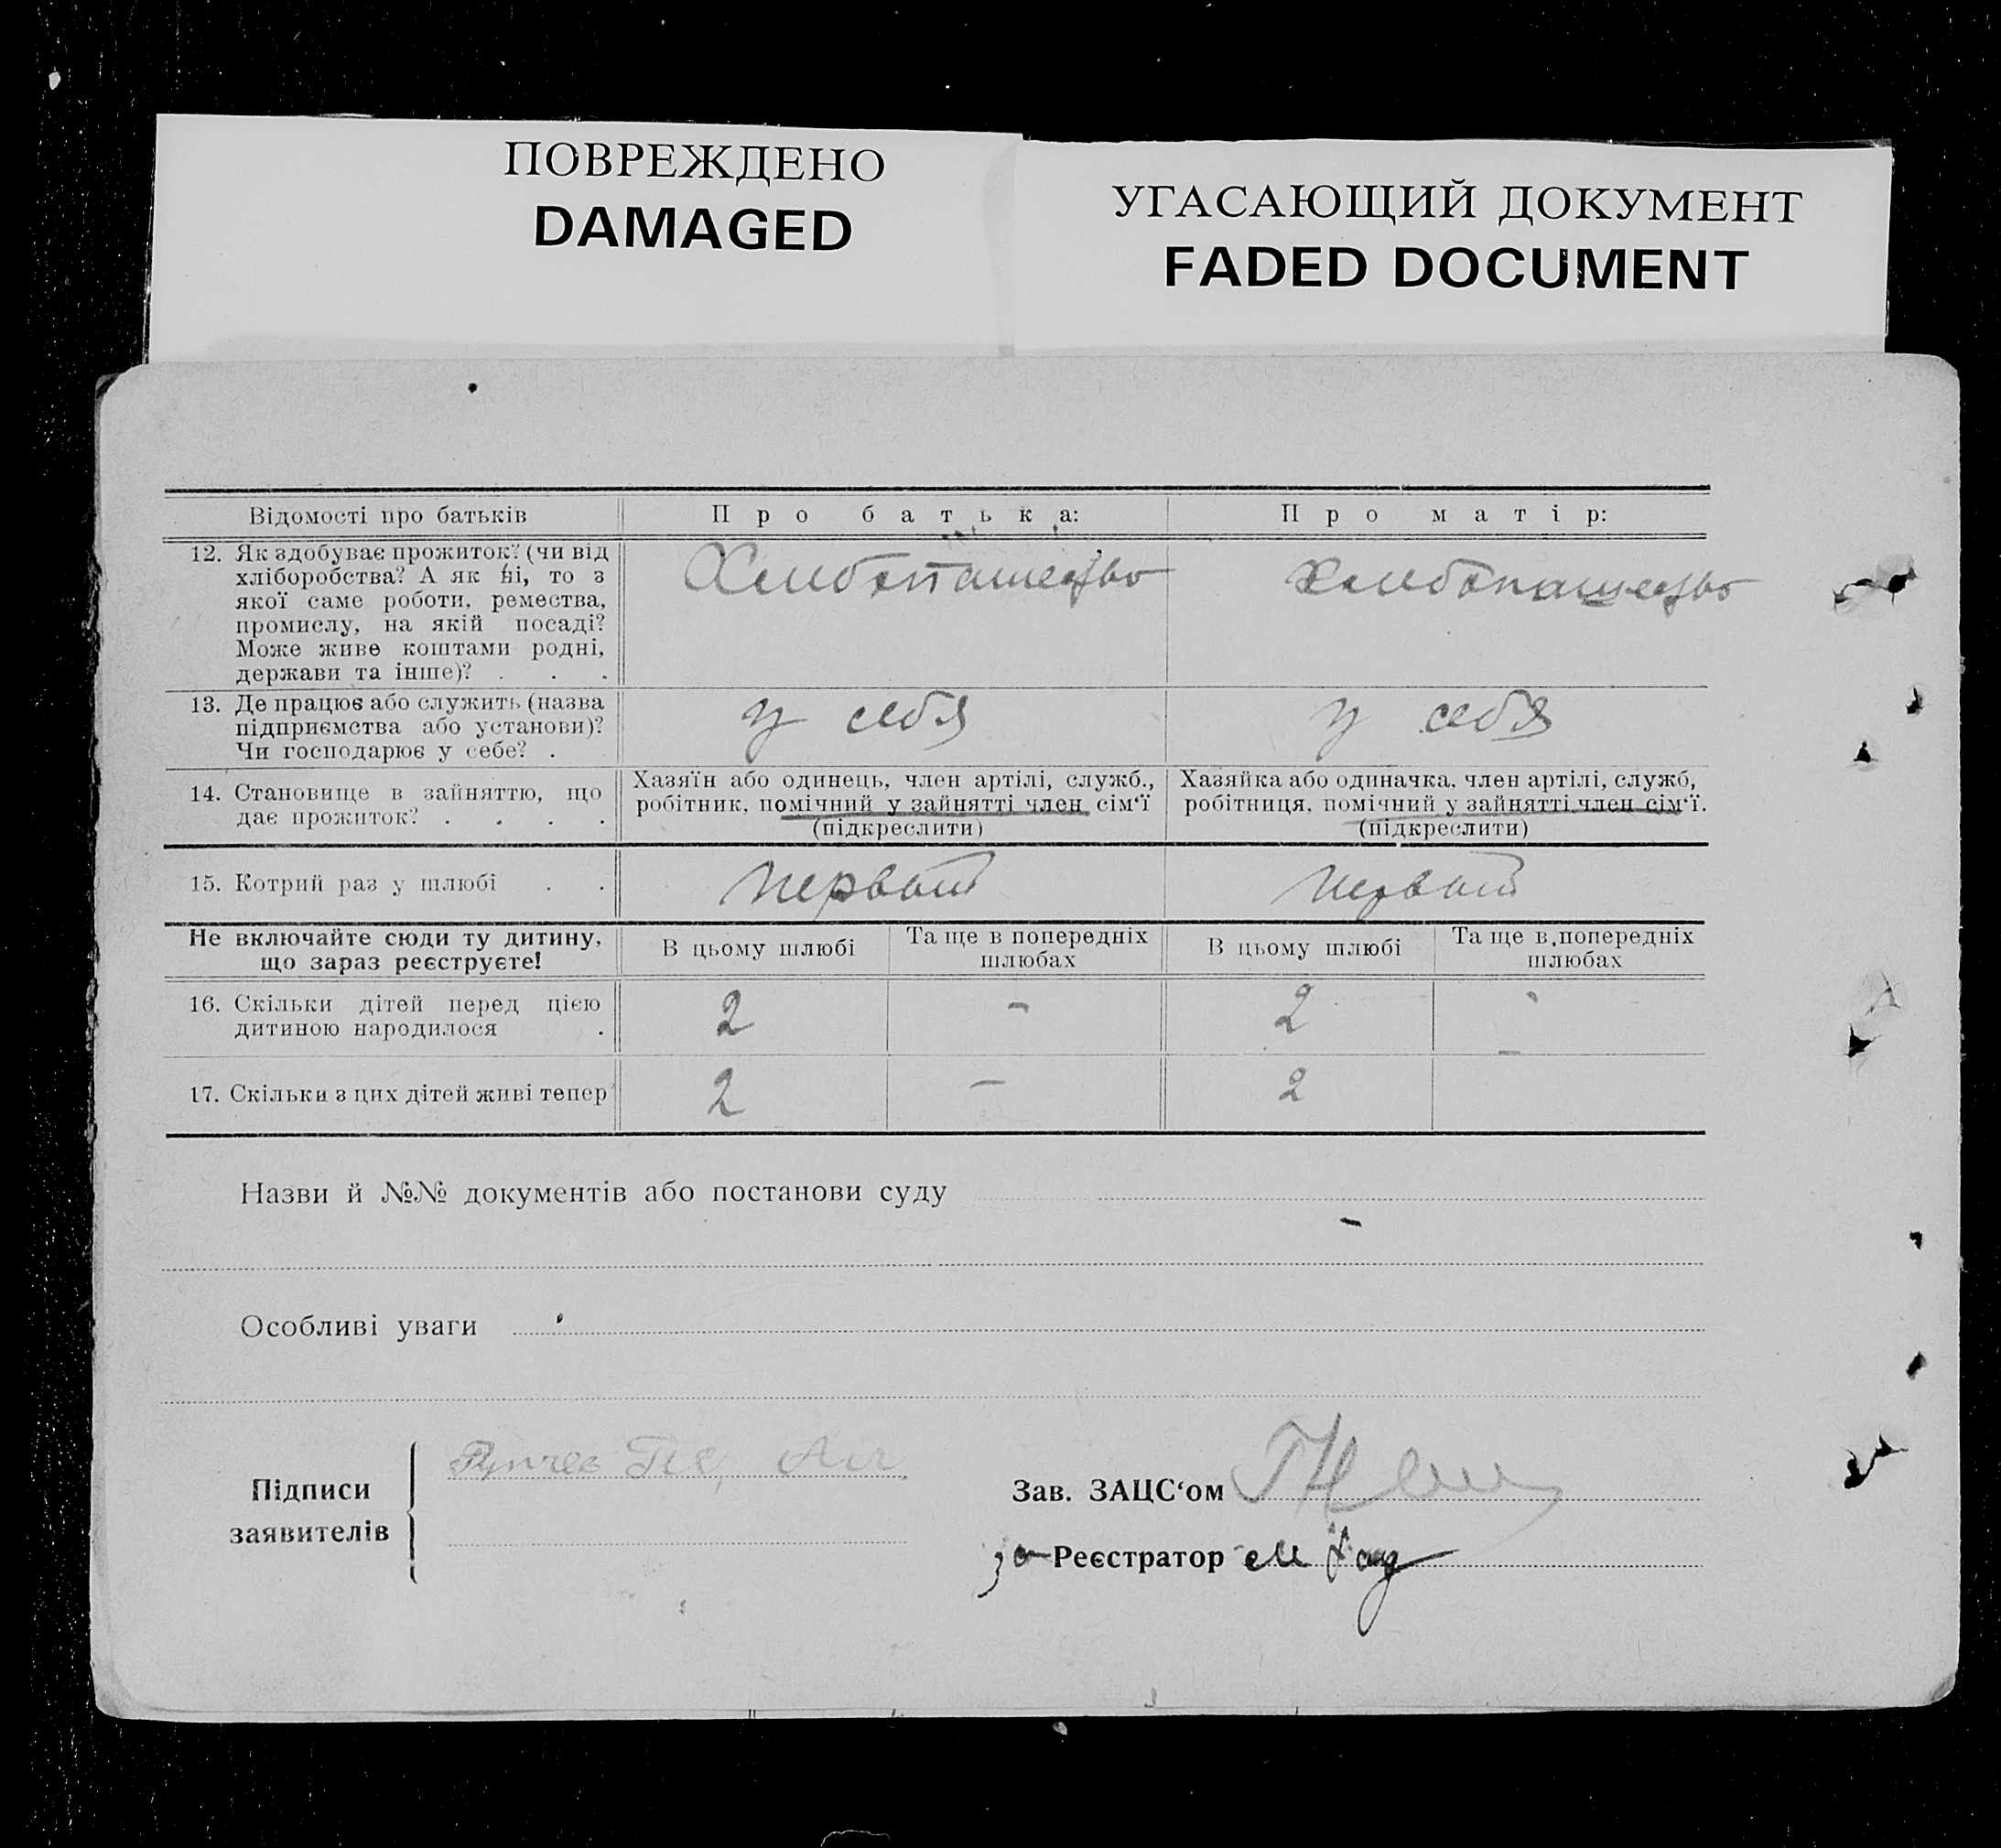 ПОВРЕЖДЕНО
DAMAGED
УГАСАЮЩИЙ ДОКУМЕНТ
FADED DOCUMENT
Відомості про батьків
Про батька:
Про матір:
12. Як здобуває прожиток? (чи від
хліборобства? А як ні, то з
якої саме роботи, ремества,
промислу, на якій посаді?
Може живе коштами родні,
держави та інше)? . . .
Хлибопашество
Хлибопашество
13. Де працює або служить (назва
підприємства або установи)?
Чи господарює у себе? .
у себя
у себя
14. Становище в зайняттю, що
дає прожиток? . . . .
Хазяїн або одинець, член артілі, служб.,
робітник, помічний у зайнятті член сім‘ї
(підкреслити)
Хазяйка або одиначка, член артілі, служб,
робітниця, помічний у зайнятті член сім‘ї.
(підкреслити)
15. Котрий раз у шлюбі . .
первый
первый
Не включайте сюди ту дитину,
що зараз реєструєте!
В цьому шлюбі
Та ще в попередніх
шлюбах
В цьому шлюбі
Та ще в попередніх
шлюбах
16. Скільки дітей перед цією
дитиною народилося .
2
-
2
17. Скільки з цих дітей живі тепер
2
-
2
Назви й №№ документів або постанови суду
Особливі уваги
Підписи
заявителів
Зав. ЗАЦС‘ом
за Реєстратор